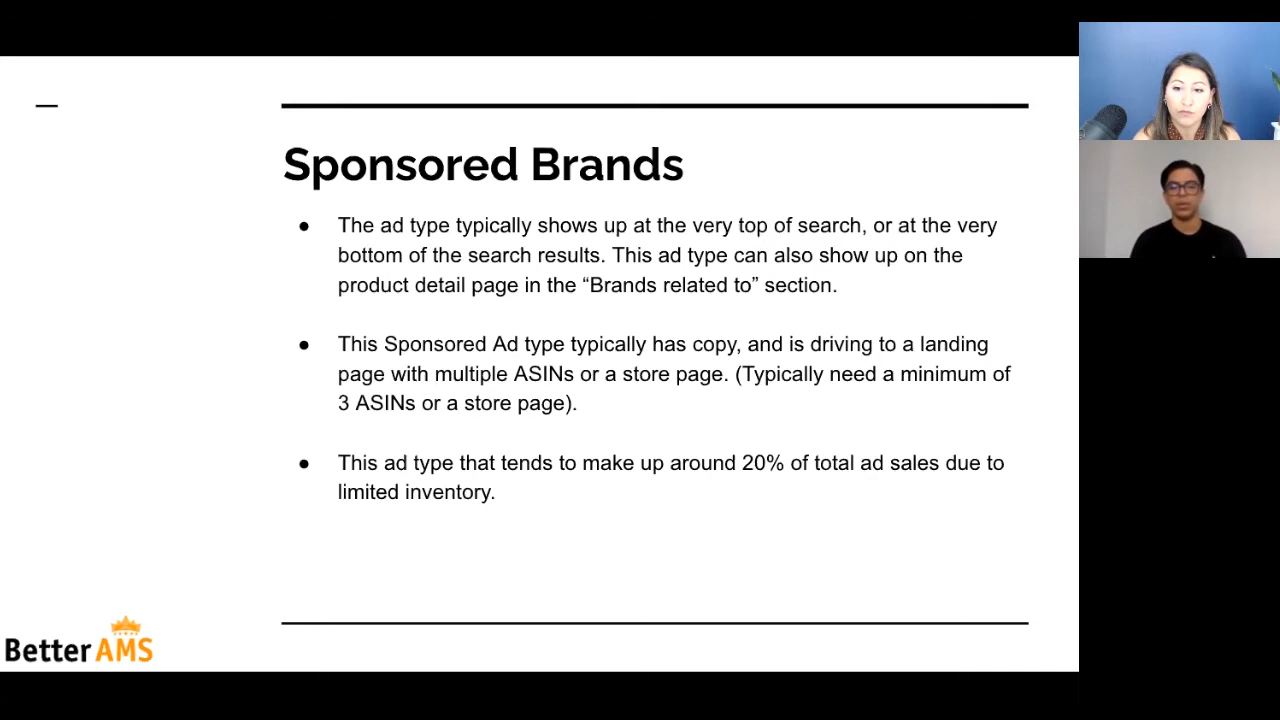 Sponsored Brands
● The ad type typically shows up at the very top of search, or at the very
bottom of the search results. This ad type can also show up on the
product detail page in the “Brands related to” section.
● This Sponsored Ad type typically has copy, and is driving to a landing
page with multiple ASINs or a store page. (Typically need a minimum of
3 ASINs or a store page).
● This ad type that tends to make up around 20% of total ad sales due to
limited inventory.
BetterAMS